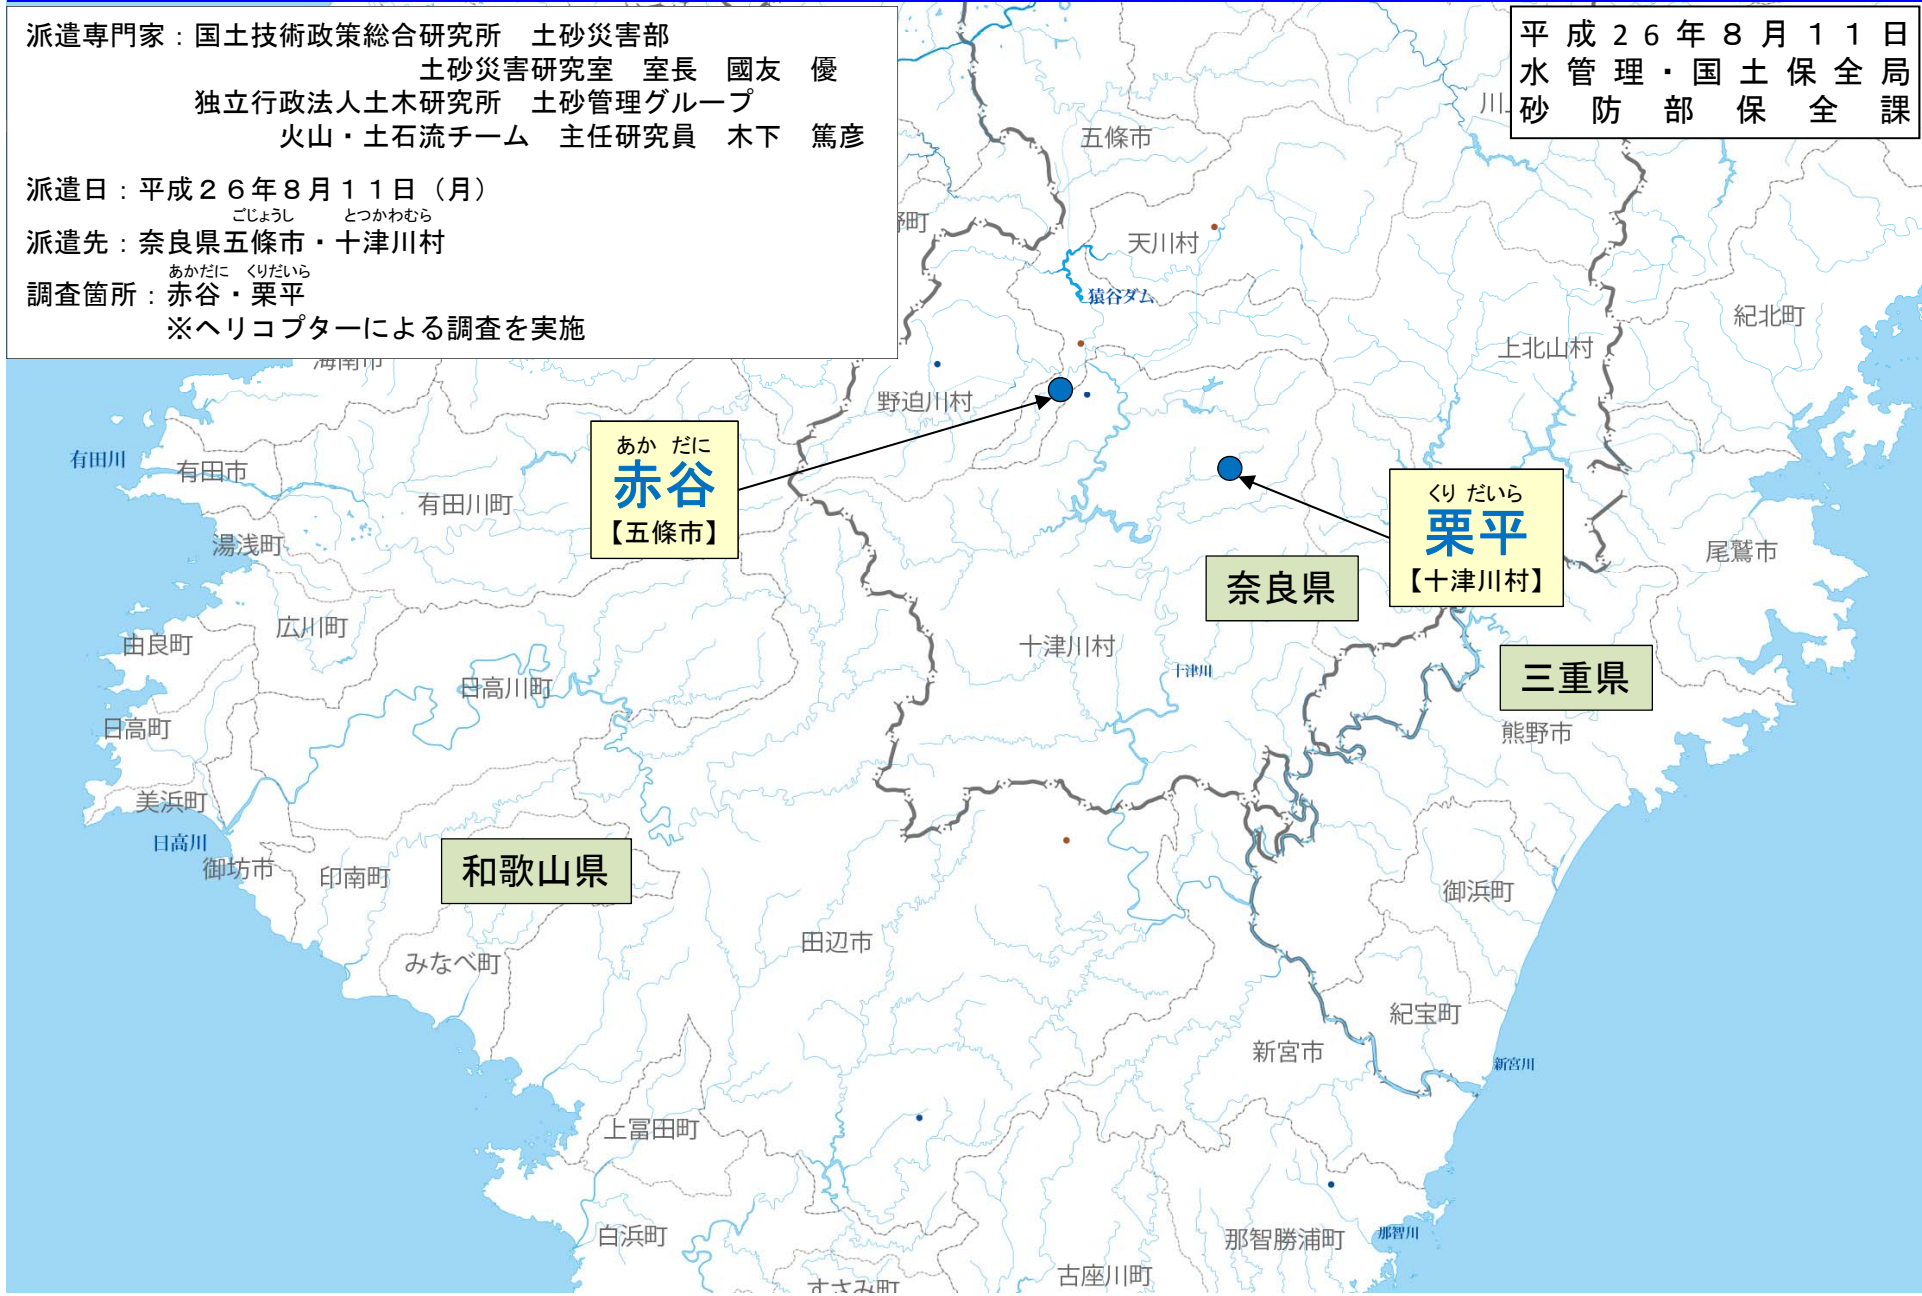 派遣専門家：国土技術政策総合研究所　土砂災害部
土砂災害研究室　室長　國友　優
独立行政法人土木研究所　土砂管理グループ
火山・土石流チーム　主任研究員　木下　篤彦
派遣日：平成２６年８月１１日（月）
ごじょうし　とつかわむら
派遣先：奈良県五條市・十津川村
あかだに　くりだいら
調査箇所：赤谷・栗平
※ヘリコプターによる調査を実施
平成26年８月１１日
水管理・国土保全局
砂防部保全課
五條市
天川村
猿谷ダム
紀北町
上北山村
海南市
野迫川村
有田川
有田市
有田川町
湯浅町
あか だに
赤谷
【五條市】
くり だいら
栗平
【十津川村】
尾鷲市
奈良県
広川町
由良町
十津川村
十津川
三重県
日高川町
日高町
熊野市
美浜町
日高川
御坊市
印南町
和歌山県
御浜町
田辺市
みなべ町
紀宝町
新宮市
新宮川
上冨田町
白浜町
那智勝浦町
那智川
古座川町
すさみ町